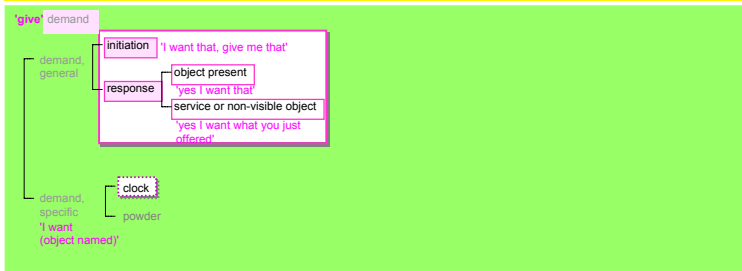 'give' demand
initiation 'I want that, give me that'
demand,
general
object present
response
'yes I want that'
service or non-visible object
'yes I want what you just
offered'
clock
demand,
specific
powder
'I want
(object named)'